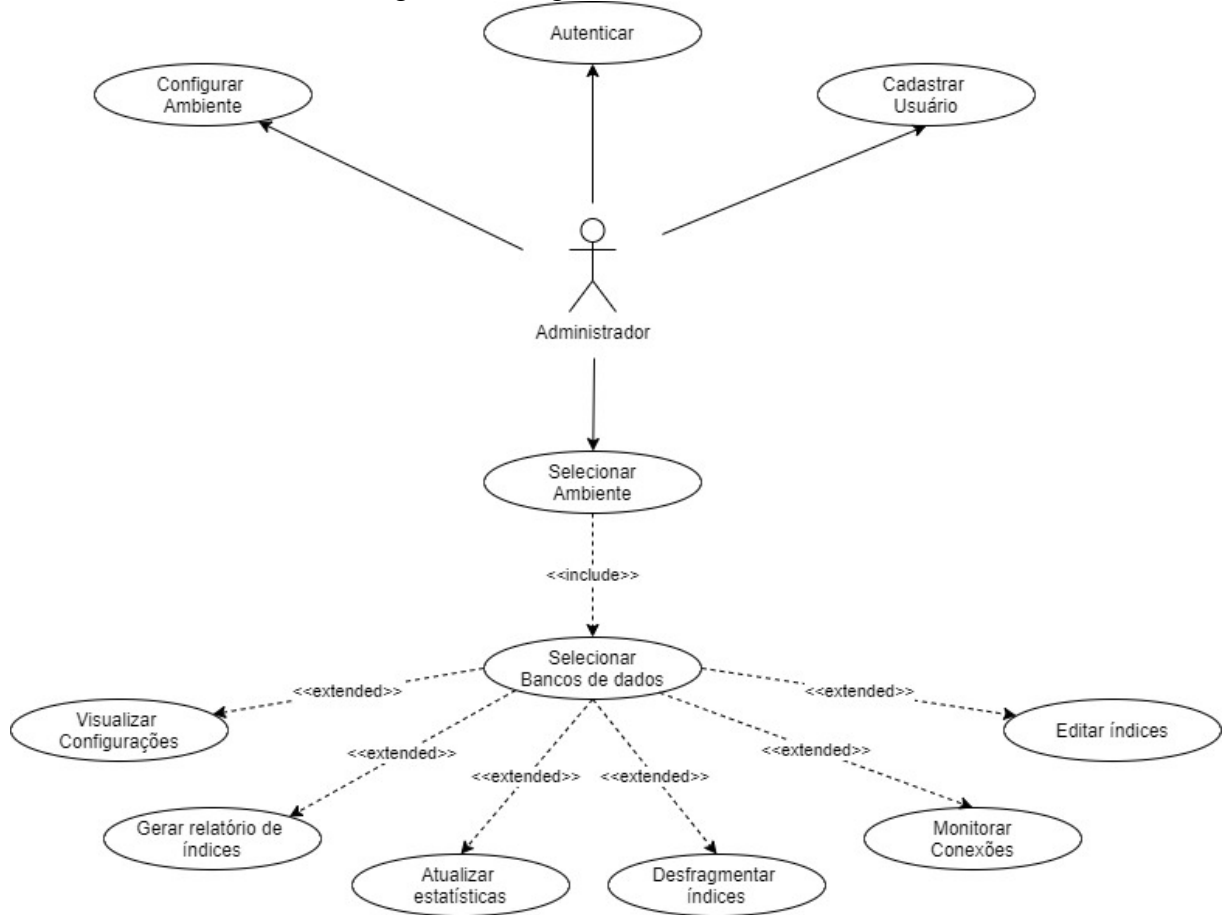 Autenticar
Configurar
Ambiente
Cadastrar
Usuário
Administrador
Selecionar
Ambiente
<<include>>
Selecionar
Bancos de dados
<<extended>>
<<extended>>
Visualizar
Configurações
Editar índices
<<extended>>
<<extended>>
<<extended>>
<<extended>>
Gerar relatório de
índices
Monitorar
Conexões
Atualizar
estatísticas
Desfragmentar
índices